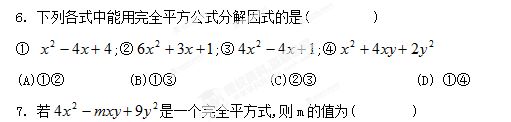 6. 下列各式中能用完全平方公式分解因式的是( )
① x² − 4x + 4;② 6x² + 3x + 1;③ 4x² − 4x + 1;④ x² + 4xy + 2y²
(A)①② (B)①③ (C)②③ (D) ①④
7. 若 4x² − mxy + 9y² 是一个完全平方式,则 m 的值为( )